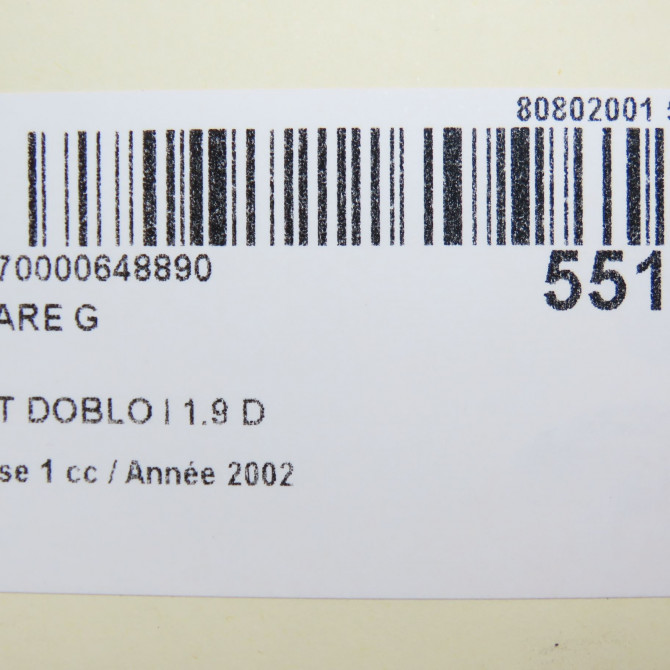 80802001 5
70000648890
551
ARE G
T DOBLO I 1.9 D
se 1 cc / Année 2002